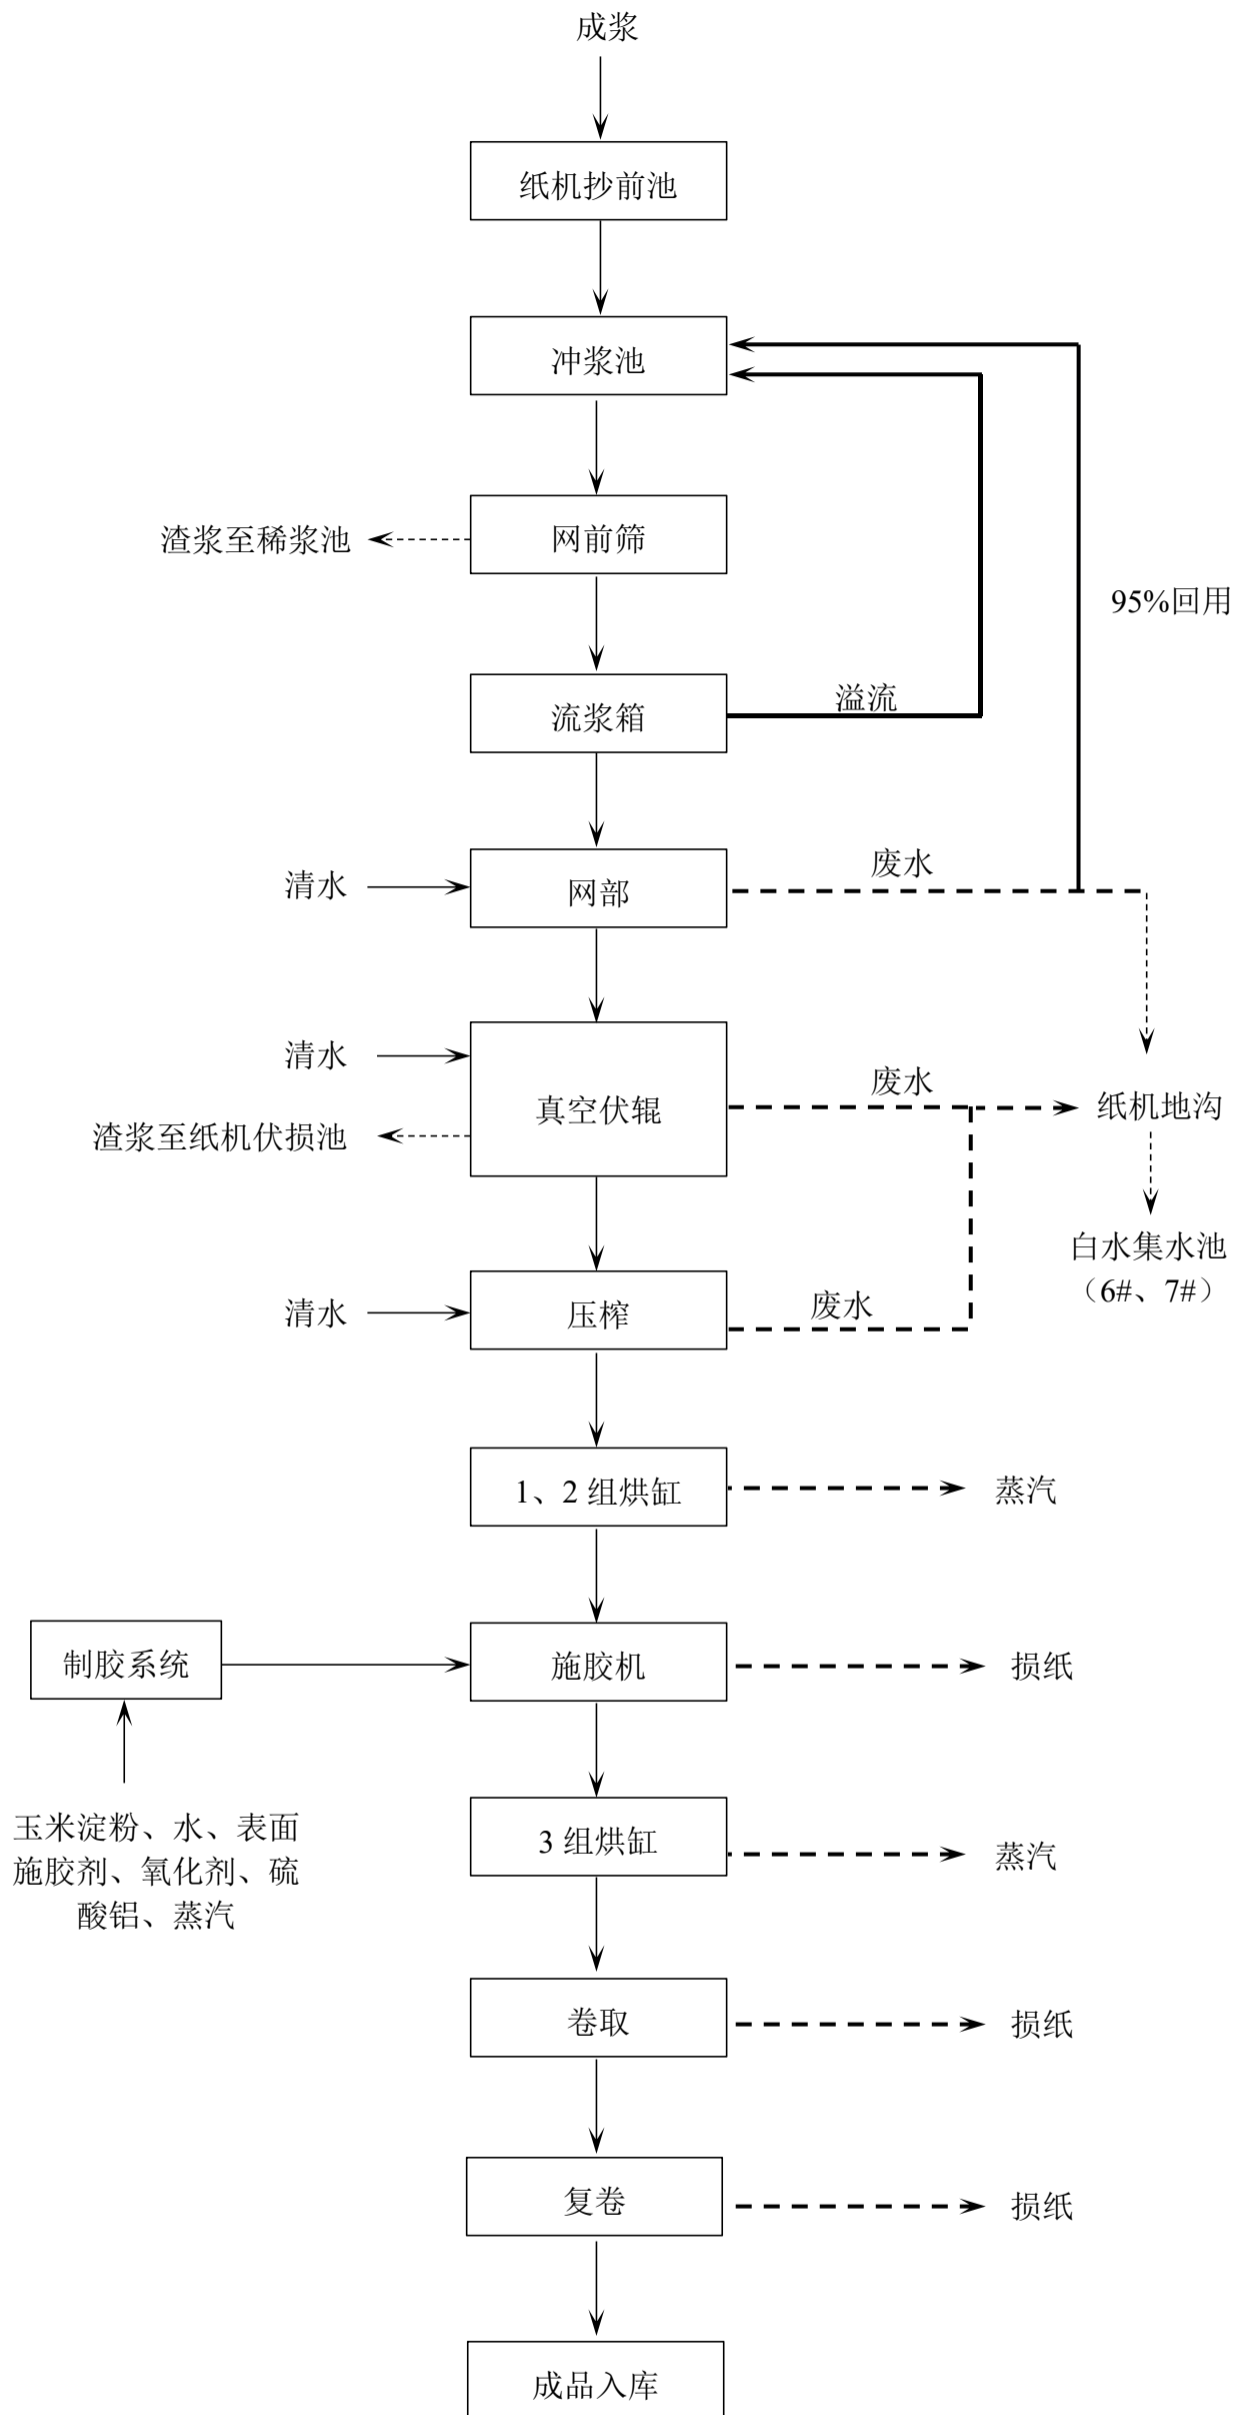 成浆
纸机抄前池
冲浆池
渣浆至稀浆池
网前筛
95%回用
流浆箱
溢流
清水
网部
废水
清水
真空伏辊
废水
渣浆至纸机伏损池
纸机地沟
白水集水池
（6#、7#）
清水
压榨
废水
1、2 组烘缸
蒸汽
制胶系统
施胶机
损纸
玉米淀粉、水、表面
施胶剂、氧化剂、硫
酸铝、蒸汽
3 组烘缸
蒸汽
卷取
损纸
复卷
损纸
成品入库